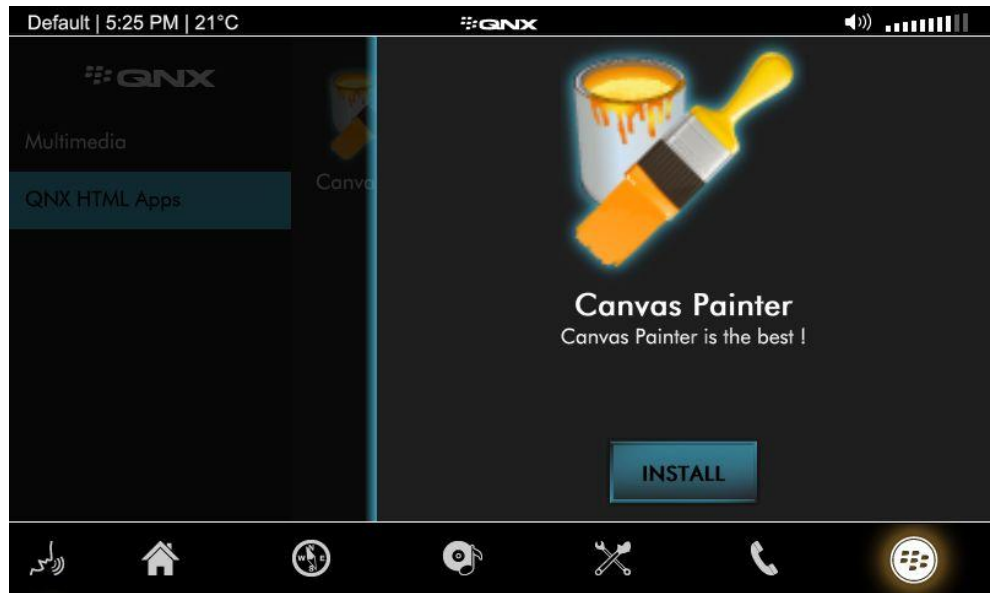 Default | 5:25 PM | 21°C
QNX
QNX
Multimedia
QNX HTML Apps
Canva
Canvas Painter
Canvas Painter is the best !
INSTALL
W E
S